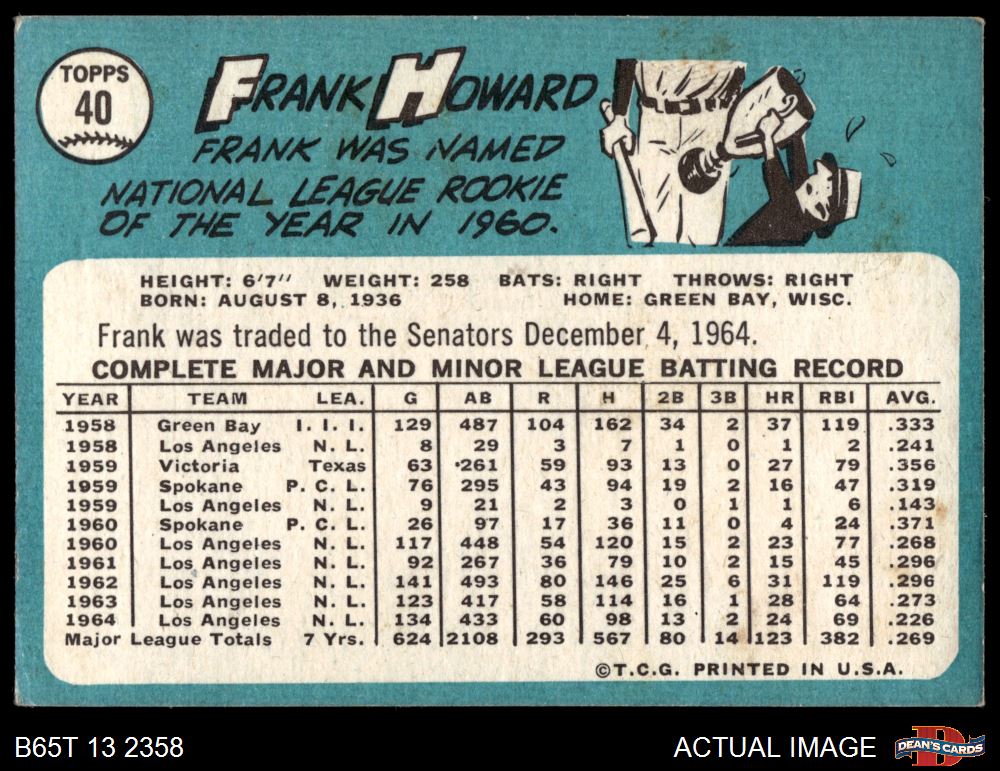 TOPPS
40
FRANK HOWARD
FRANK WAS NAMED
NATIONAL LEAGUE ROOKIE
OF THE YEAR IN 1960.
HEIGHT: 6'7" WEIGHT: 258 BATS: RIGHT THROWS: RIGHT
BORN: AUGUST 8, 1936 HOME: GREEN BAY, WISC.
Frank was traded to the Senators December 4, 1964.
COMPLETE MAJOR AND MINOR LEAGUE BATTING RECORD
YEAR TEAM LEA. G AB R H 2B 3B HR RBI AVG.
1958 Green Bay I. I. I. 129 487 104 162 34 2 37 119 .333
1958 Los Angeles N. L. 8 29 3 7 1 0 1 2 .241
1959 Victoria Texas 63 261 59 93 13 0 27 79 .356
1959 Spokane P. C. L. 76 295 43 94 19 2 16 47 .319
1959 Los Angeles N. L. 9 21 2 3 0 1 1 6 .143
1960 Spokane P. C. L. 26 97 17 36 11 0 4 24 .371
1960 Los Angeles N. L. 117 448 54 120 15 2 23 77 .268
1961 Los Angeles N. L. 92 267 36 79 10 2 15 45 .296
1962 Los Angeles N. L. 141 493 80 146 25 6 31 119 .296
1963 Los Angeles N. L. 123 417 58 114 16 1 28 64 .273
1964 Los Angeles N. L. 134 433 60 98 13 2 24 69 .226
Major League Totals 7 Yrs. 624 2108 293 567 80 14 123 382 .269
©T.C.G. PRINTED IN U.S.A.
B65T 13 2358 ACTUAL IMAGE DEAN'S CARDS